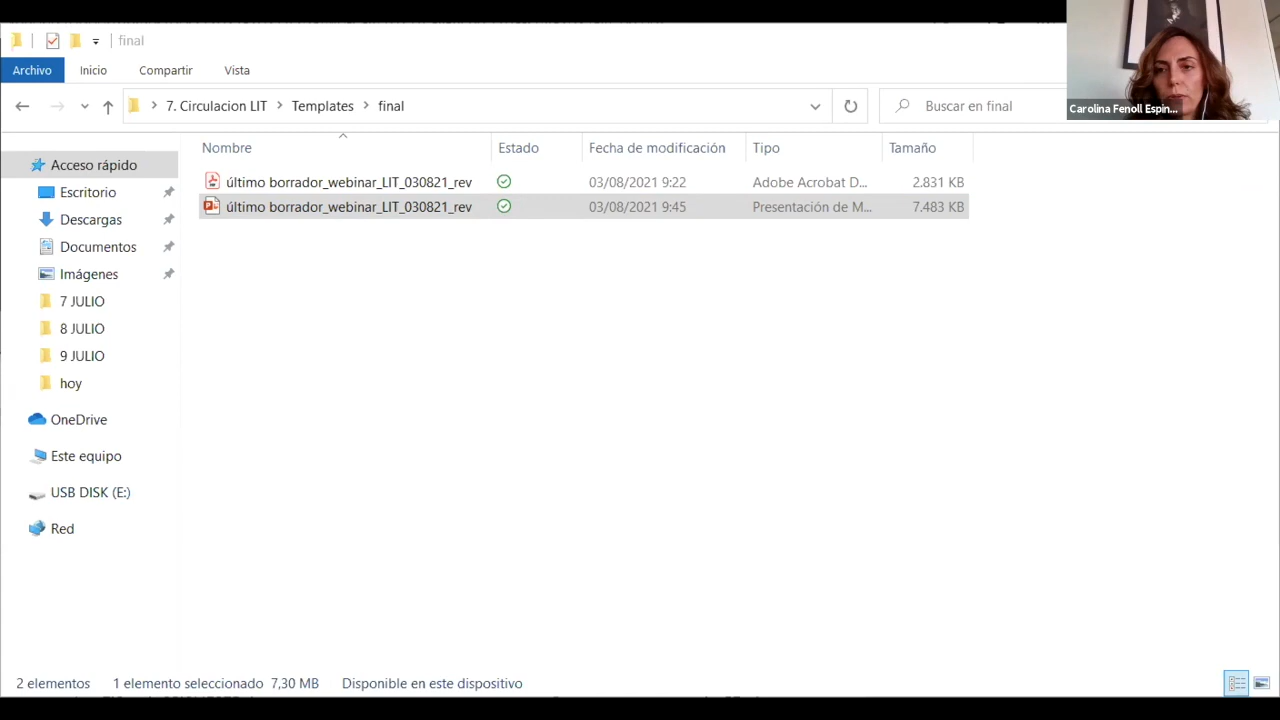 final
Archivo Inicio Compartir Vista
7. Circulacion LIT Templates final
Buscar en final
Carolina Fenoll Espin...
Nombre Estado Fecha de modificación Tipo Tamaño
último borrador_webinar_LIT_030821_rev 03/08/2021 9:22 Adobe Acrobat D... 2.831 KB
último borrador_webinar_LIT_030821_rev 03/08/2021 9:45 Presentación de M... 7.483 KB
Acceso rápido
Escritorio
Descargas
Documentos
Imágenes
7 JULIO
8 JULIO
9 JULIO
hoy
OneDrive
Este equipo
USB DISK (E:)
Red
2 elementos 1 elemento seleccionado 7,30 MB Disponible en este dispositivo